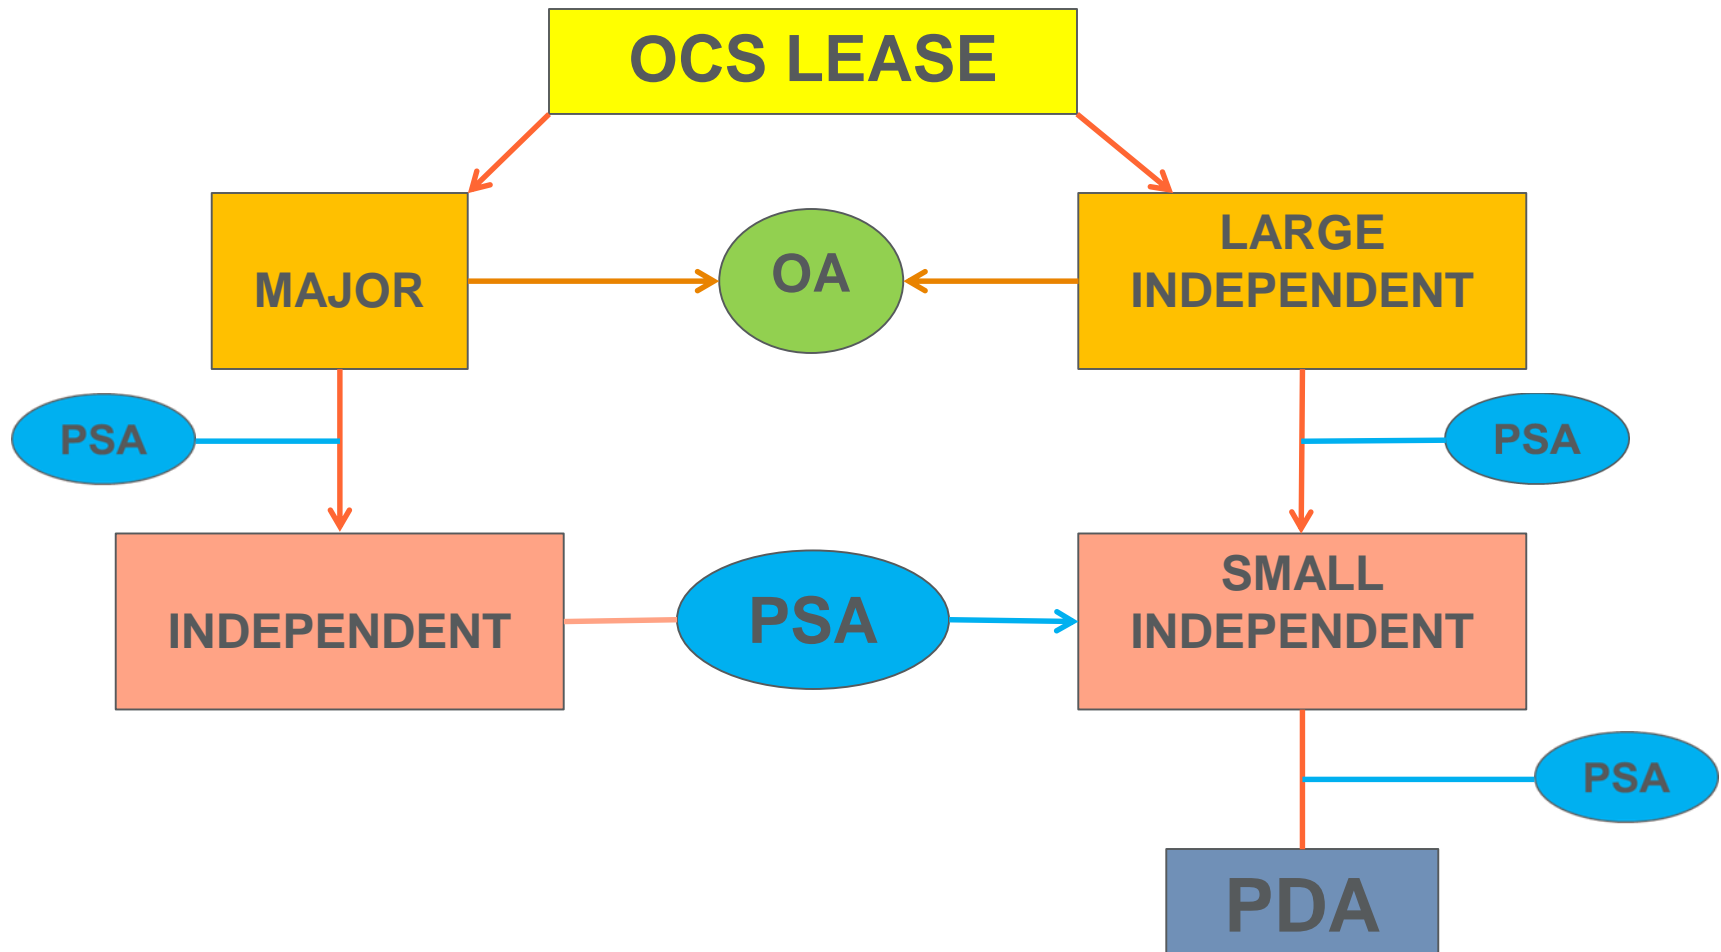 OCS LEASE
MAJOR
OA
LARGE
INDEPENDENT
PSA
PSA
INDEPENDENT
PSA
SMALL
INDEPENDENT
PSA
PDA